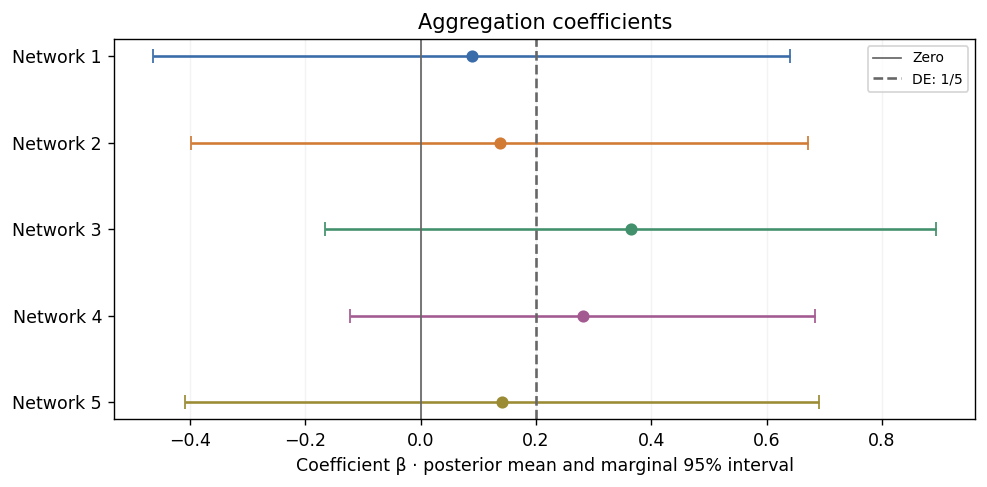 Aggregation coefficients
Network 1
Network 2
Network 3
Network 4
Network 5
Zero
DE: 1/5
−0.4
−0.2
0.0
0.2
0.4
0.6
0.8
Coefficient β · posterior mean and marginal 95% interval